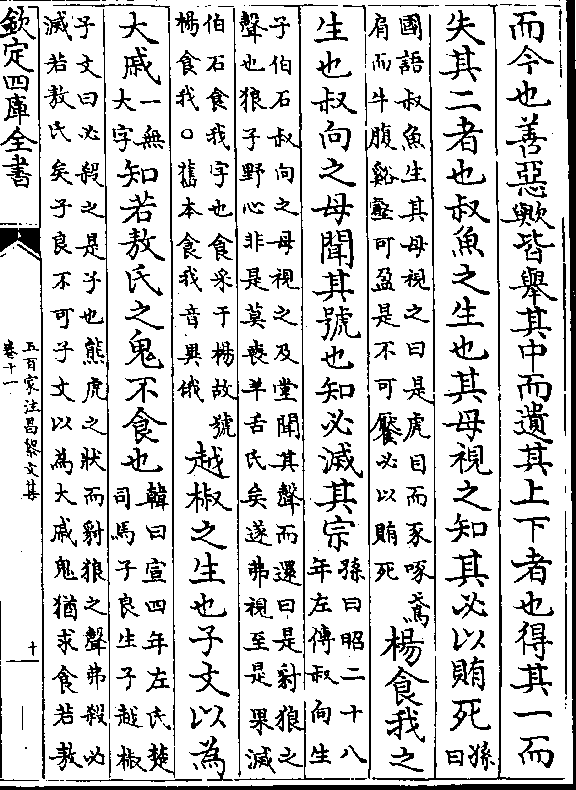 而今也善惡歟皆舉其中而遺其上下者也得其一而
失其二者也叔魚之生也其母視之知其必以賄死孫曰
國語叔魚生其母視之曰是虎目而豕啄鳶
肩而牛腹谿壑可盈是不可饜必以賄死
楊食我之
生也叔向之母聞其號也知必滅其宗孫曰昭二十八
年左傳叔向生
子伯石叔向之母視之及堂聞其聲而還曰是豺狼之
聲也狼子野心非是莫喪羊舌氏矣遂弗視至是果滅
伯石食我字也食采于楊故號
楊食我○舊本食我音異俄
越椒之生也子文以為
大戚一無
大字
知若敖氏之鬼不食也韓曰宣四年左氏楚
司馬子良生子越椒
子文曰必殺之是子也熊虎之狀而豺狼之聲弗殺必
滅若敖氏矣子良不可子文以為大戚鬼猶求食若敖
欽定四庫全書
五百家注昌黎文集
卷十一
十